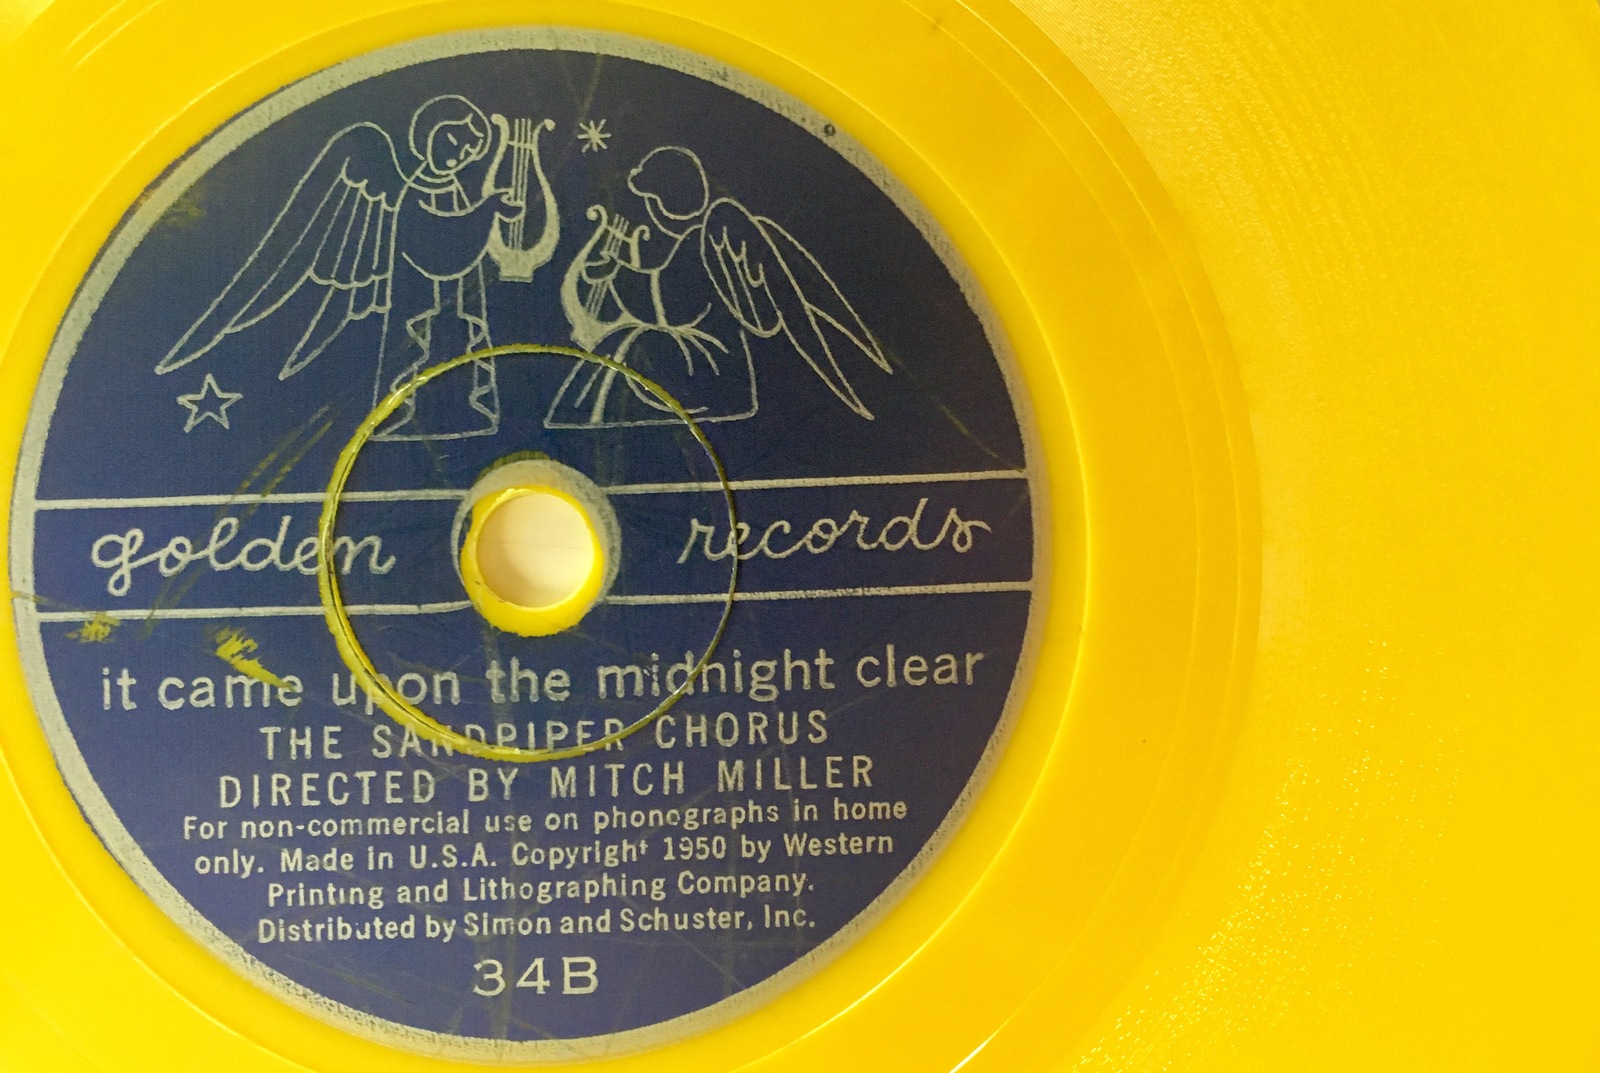 golden records
it came upon the midnight clear
THE SANDPIPER CHORUS
DIRECTED BY MITCH MILLER
For non-commercial use on phonographs in home
only. Made in U.S.A. Copyright 1950 by Western
Printing and Lithographing Company.
Distributed by Simon and Schuster, Inc.
34B